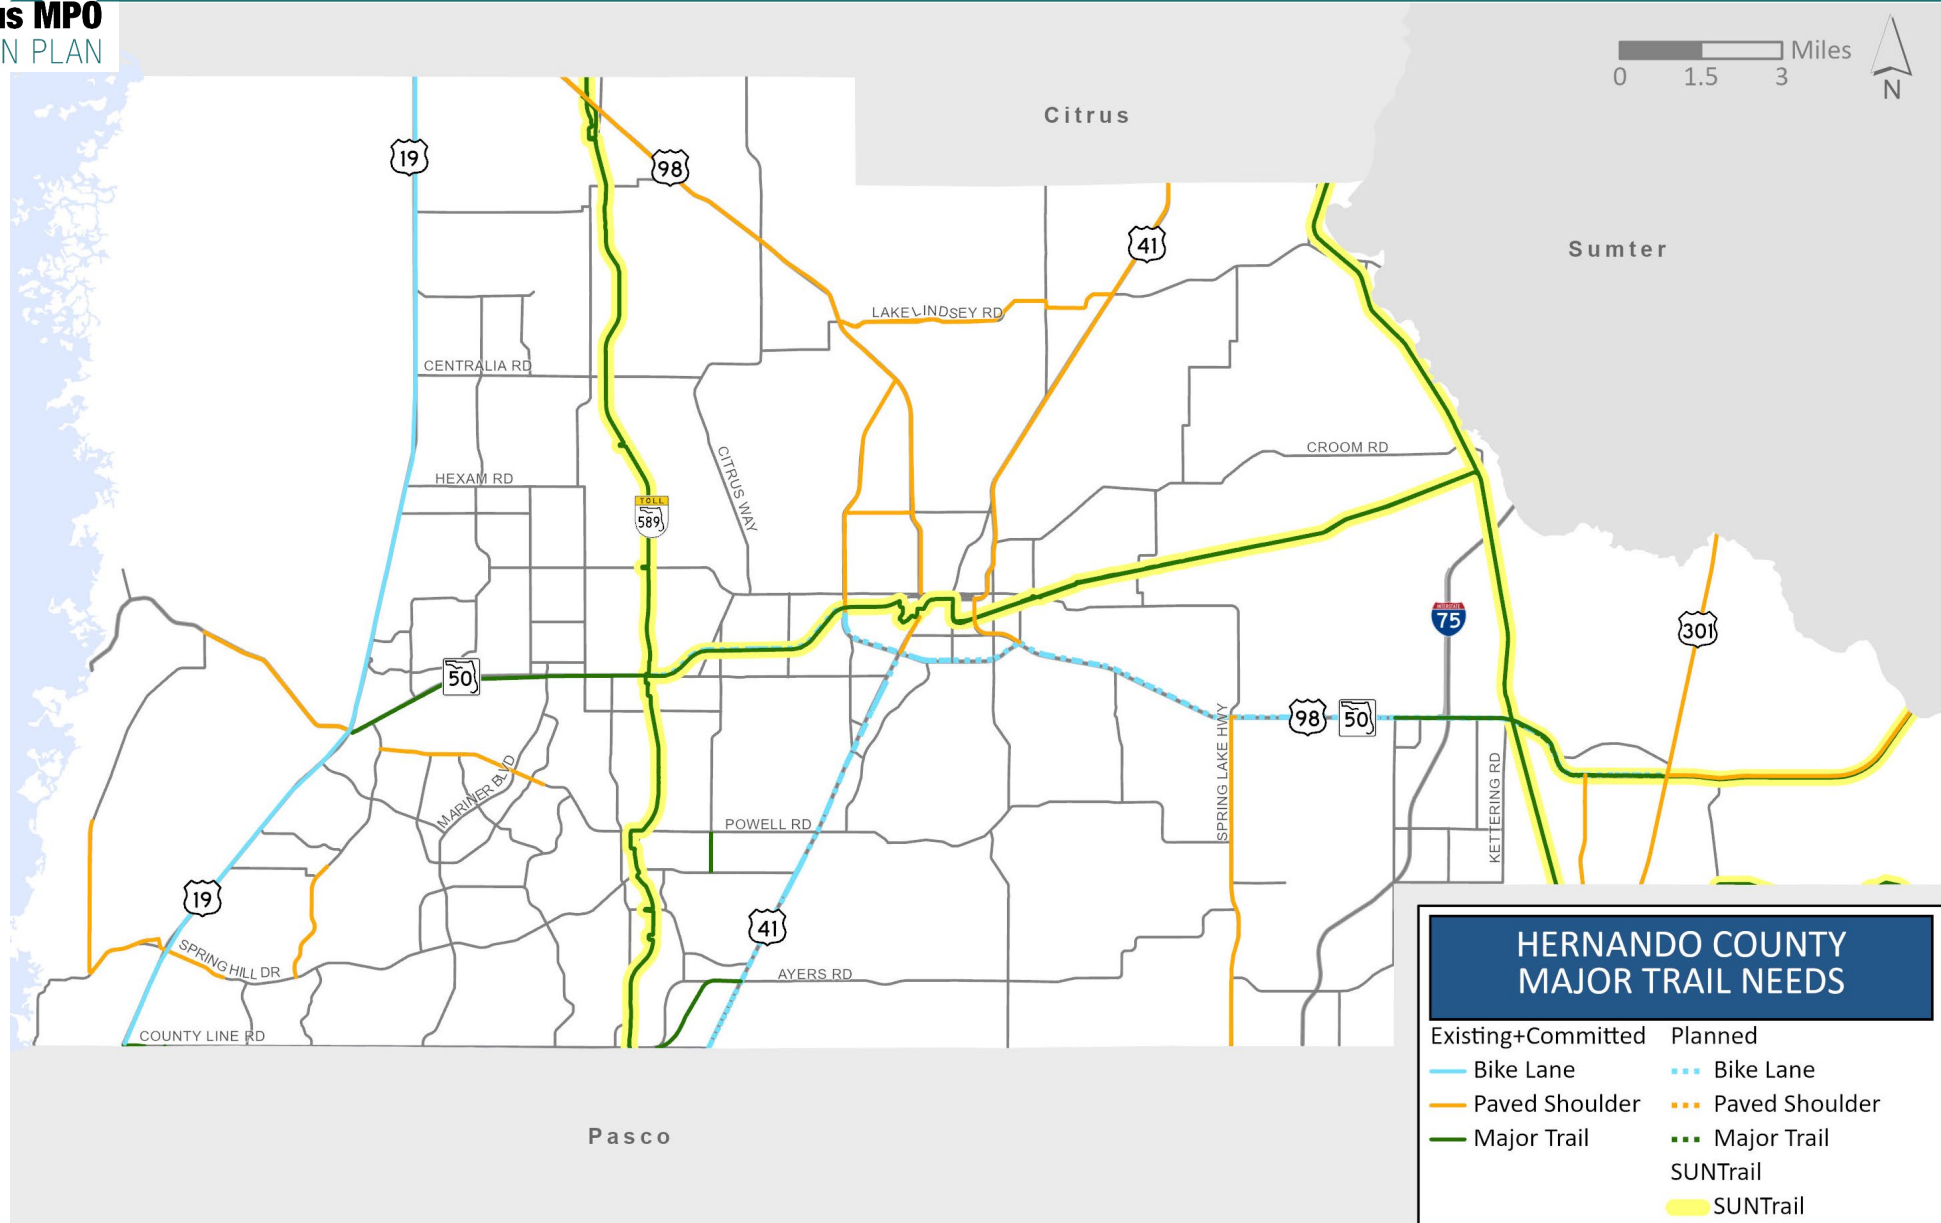 us MPO
N PLAN
Miles
0 1.5 3
N
Citrus
19
98
41
Sumter
LAKE LINDSEY RD
CENTRALIA RD
CROOM RD
HEXAM RD
CITRUS WAY
TOLL
589
INTERSTATE
75
301
50
98
50
SPRING LAKE HWY
KETTERING RD
MARINER BLVD
POWELL RD
19
41
SPRING HILL DR
AYERS RD
COUNTY LINE RD
Pasco
HERNANDO COUNTY
MAJOR TRAIL NEEDS
Existing+Committed
Bike Lane
Paved Shoulder
Major Trail
Planned
Bike Lane
Paved Shoulder
Major Trail
SUNTrail
SUNTrail